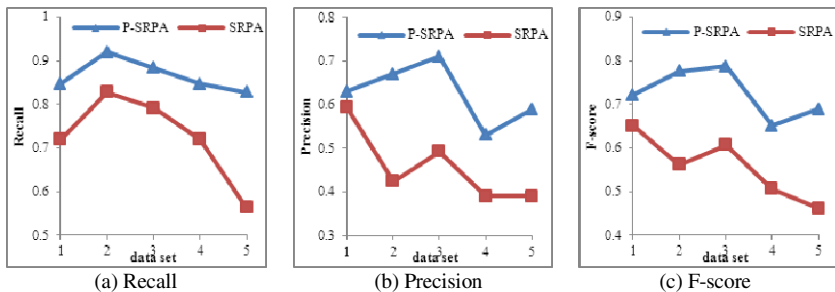 1
P-SRPA
SRPA
0.9
0.8
0.7
0.6
0.5
Recall
1
2
3
4
5
data set
(a) Recall
0.8
P-SRPA
SRPA
0.7
0.6
0.5
0.4
0.3
Precision
1
2
3
4
5
data set
(b) Precision
0.9
P-SRPA
SRPA
0.8
0.7
0.6
0.5
0.4
F-score
1
2
3
4
5
data set
(c) F-score